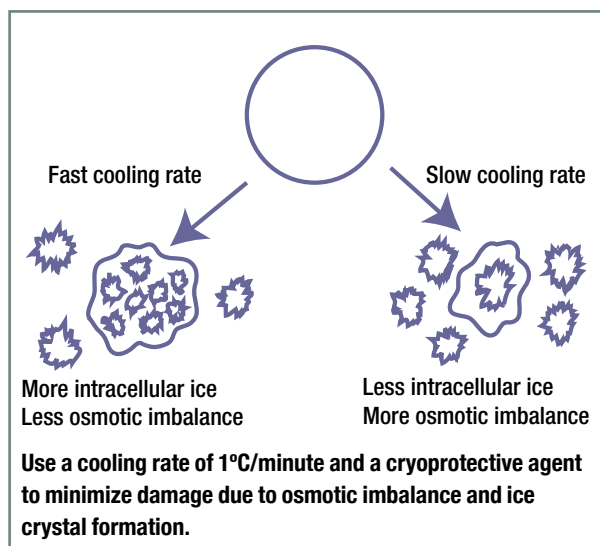 Fast cooling rate
Slow cooling rate
More intracellular ice
Less osmotic imbalance
Less intracellular ice
More osmotic imbalance
Use a cooling rate of 1ºC/minute and a cryoprotective agent
to minimize damage due to osmotic imbalance and ice
crystal formation.